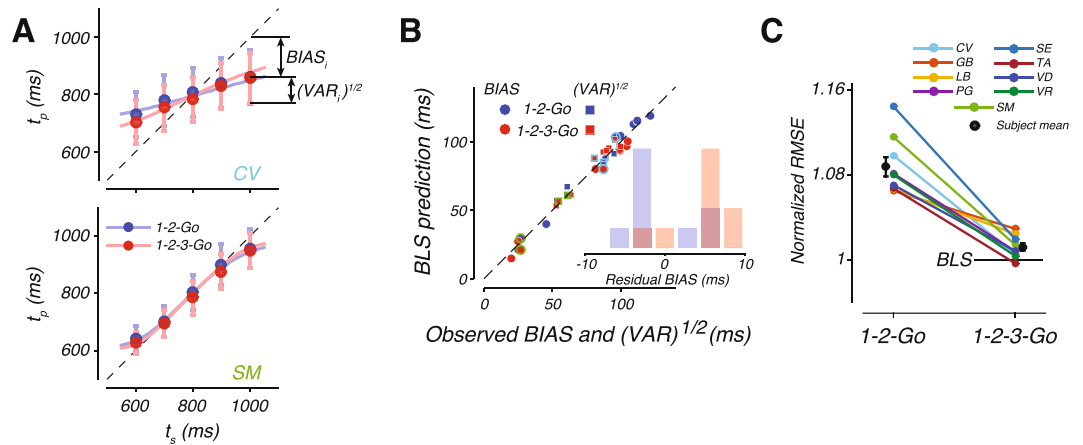 A
1000
800
600
t_p (ms)
BIAS_i
(VAR_i)^1/2
CV
1-2-Go
1-2-3-Go
1000
800
600
t_p (ms)
SM
600 800 1000
t_s (ms)
B
BIAS (VAR)^1/2
1-2-Go
1-2-3-Go
BLS prediction (ms)
100
50
0
-10 0 10
Residual BIAS (ms)
0 50 100
Observed BIAS and (VAR)^1/2 (ms)
C
CV SE
GB TA
LB VD
PG VR
SM
Subject mean
Normalized RMSE
1.16
1.08
1
BLS
1-2-Go 1-2-3-Go